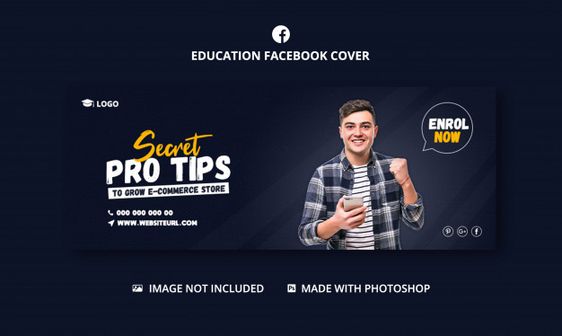 EDUCATION FACEBOOK COVER
LOGO
Secret
PRO TIPS
TO GROW E-COMMERCE STORE
000 000 000 00
WWW.WEBSITEURL.COM
ENROL
NOW
IMAGE NOT INCLUDED
MADE WITH PHOTOSHOP